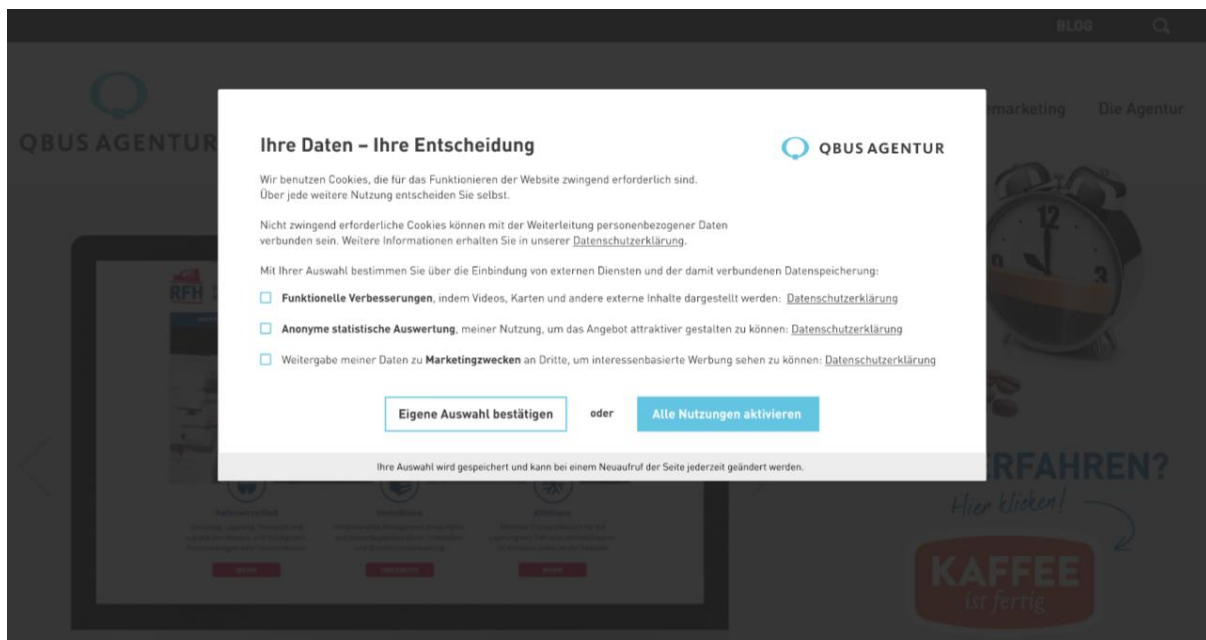 BLOG
emarketing Die Agentur
QBUS AGENTUR
Ihre Daten – Ihre Entscheidung
QBUS AGENTUR
Wir benutzen Cookies, die für das Funktionieren der Website zwingend erforderlich sind.
Über jede weitere Nutzung entscheiden Sie selbst.
Nicht zwingend erforderliche Cookies können mit der Weiterleitung personenbezogener Daten
verbunden sein. Weitere Informationen erhalten Sie in unserer Datenschutzerklärung.
Mit Ihrer Auswahl bestimmen Sie über die Einbindung von externen Diensten und der damit verbundenen Datenspeicherung:
Funktionelle Verbesserungen, indem Videos, Karten und andere externe Inhalte dargestellt werden: Datenschutzerklärung
Anonyme statistische Auswertung, meiner Nutzung, um das Angebot attraktiver gestalten zu können: Datenschutzerklärung
Weitergabe meiner Daten zu Marketingzwecken an Dritte, um interessenbasierte Werbung sehen zu können: Datenschutzerklärung
Eigene Auswahl bestätigen oder Alle Nutzungen aktivieren
Ihre Auswahl wird gespeichert und kann bei einem Neuaufruf der Seite jederzeit geändert werden.
RFH
12
3
RFAHREN?
Hier klicken!
KAFFEE
ist fertig